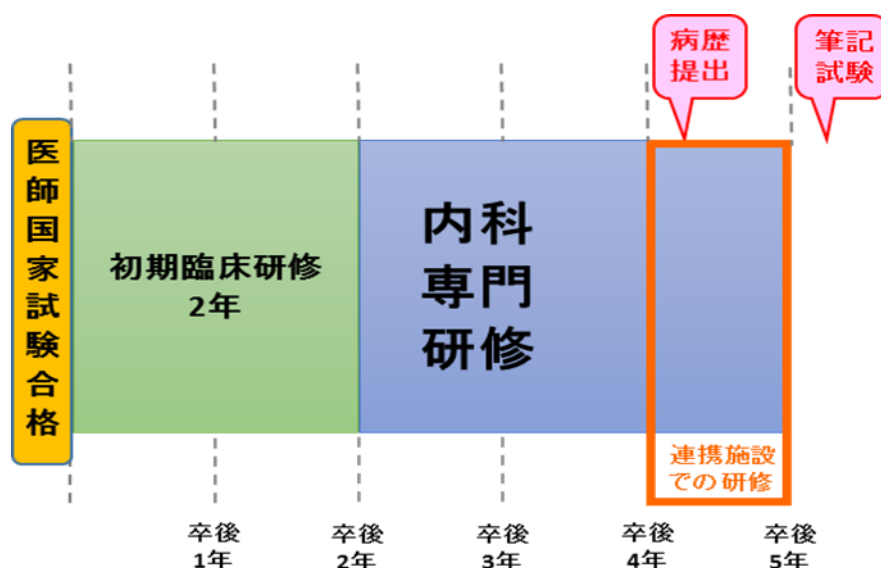 病歴
提出
筆記
試験
医師国家試験合格
初期臨床研修
2年
内科
専門
研修
連携施設
での研修
卒後
1年
卒後
2年
卒後
3年
卒後
4年
卒後
5年